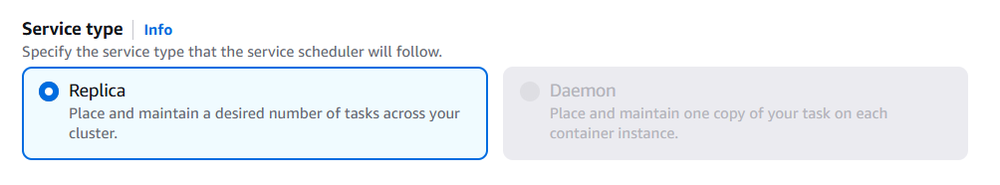 Service type Info
Specify the service type that the service scheduler will follow.
Replica
Place and maintain a desired number of tasks across your
cluster.
Daemon
Place and maintain one copy of your task on each
container instance.